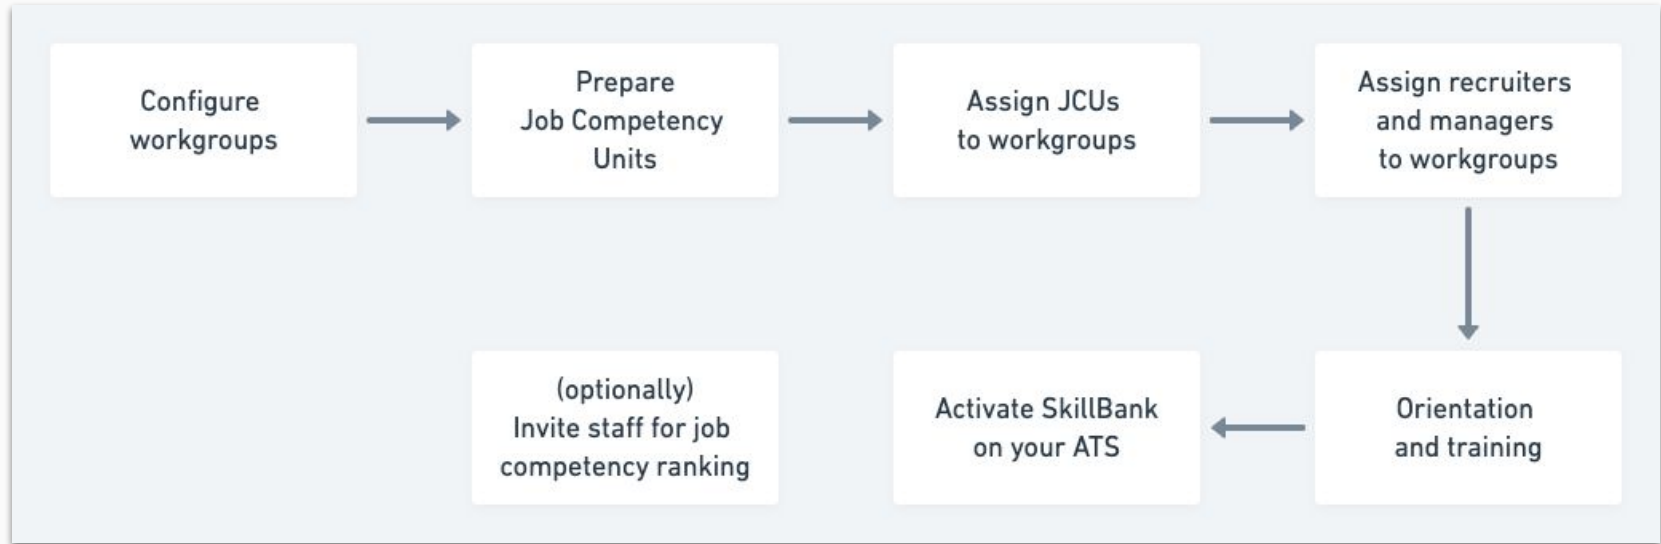 Configure
workgroups
Prepare
Job Competency
Units
Assign JCUs
to workgroups
Assign recruiters
and managers
to workgroups
Orientation
and training
Activate SkillBank
on your ATS
(optionally)
Invite staff for job
competency ranking